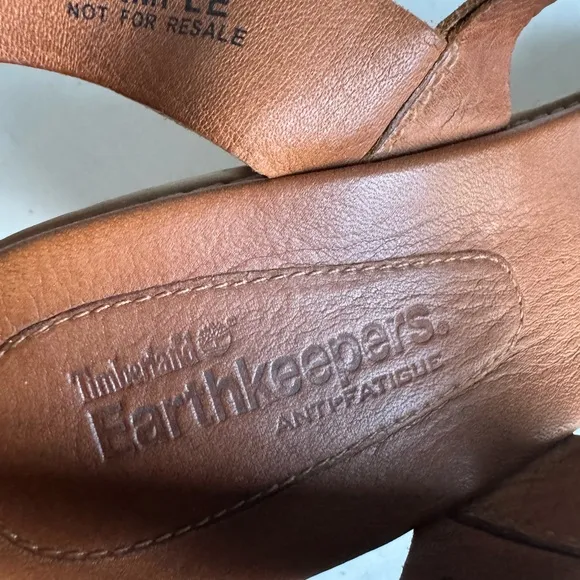 NOT FOR RESALE
Timberland
Earthkeepers.
ANTI-FATIGUE